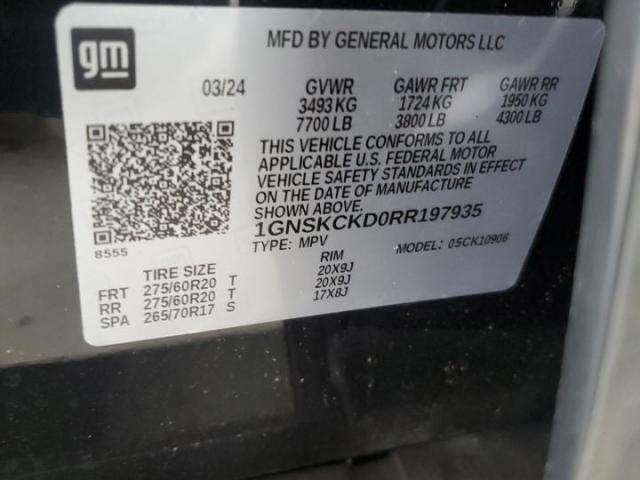 gm
MFD BY GENERAL MOTORS LLC
03/24 GVWR GAWR FRT GAWR RR
3493 KG 1724 KG 1950 KG
7700 LB 3800 LB 4300 LB
THIS VEHICLE CONFORMS TO ALL
APPLICABLE U.S. FEDERAL MOTOR
VEHICLE SAFETY STANDARDS IN EFFECT
ON THE DATE OF MANUFACTURE
SHOWN ABOVE.
1GNSKCKD0RR197935
8555 TYPE: MPV MODEL: 05CK10906
TIRE SIZE RIM
FRT 275/60R20 T 20X9J
RR 275/60R20 T 20X9J
SPA 265/70R17 S 17X8J